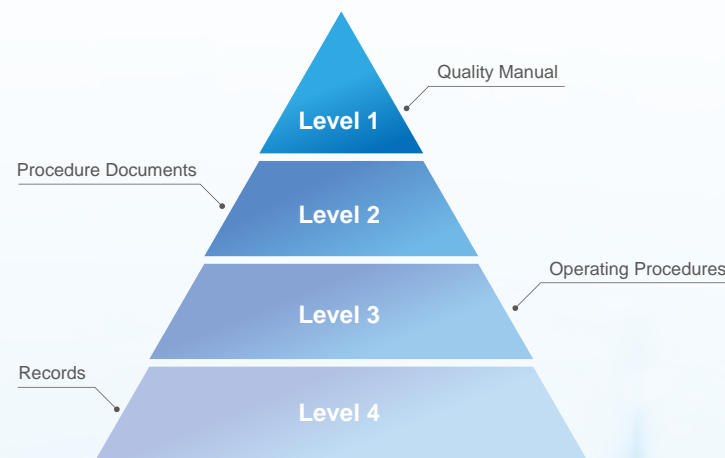 Quality Manual
Level 1
Procedure Documents
Level 2
Operating Procedures
Level 3
Records
Level 4